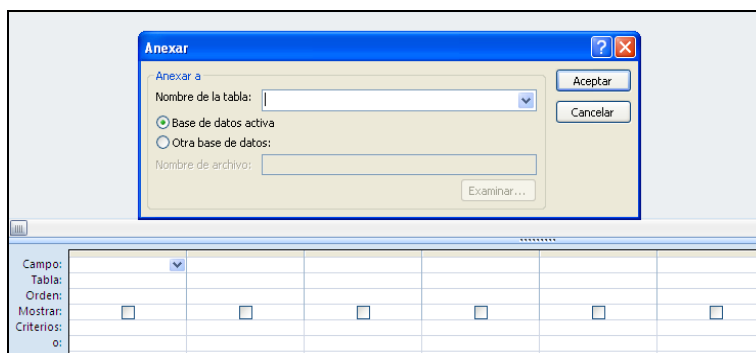 Anexar
Anexar a
Nombre de la tabla:
Aceptar
Base de datos activa
Cancelar
Otra base de datos:
Nombre de archivo:
Examinar...
Campo:
Tabla:
Orden:
Mostrar:
Criterios:
o: